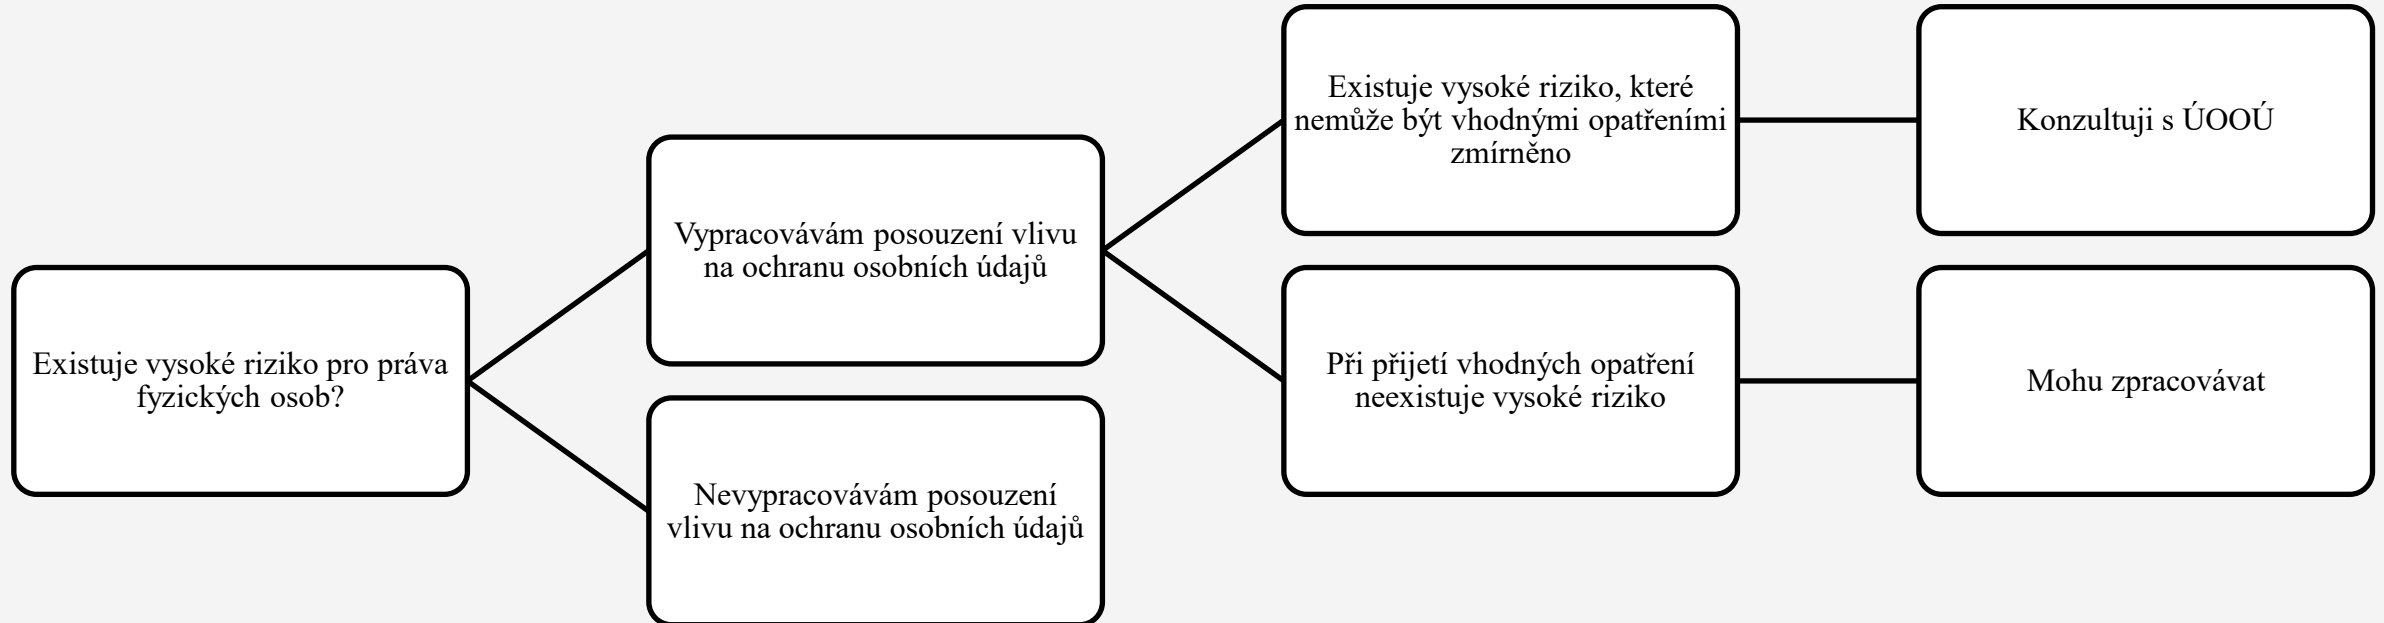 Existuje vysoké riziko pro práva
fyzických osob?
Vypracovávám posouzení vlivu
na ochranu osobních údajů
Nevypracovávám posouzení
vlivu na ochranu osobních údajů
Existuje vysoké riziko, které
nemůže být vhodnými opatřeními
zmírněno
Při přijetí vhodných opatření
neexistuje vysoké riziko
Konzultuji s ÚOOÚ
Mohu zpracovávat